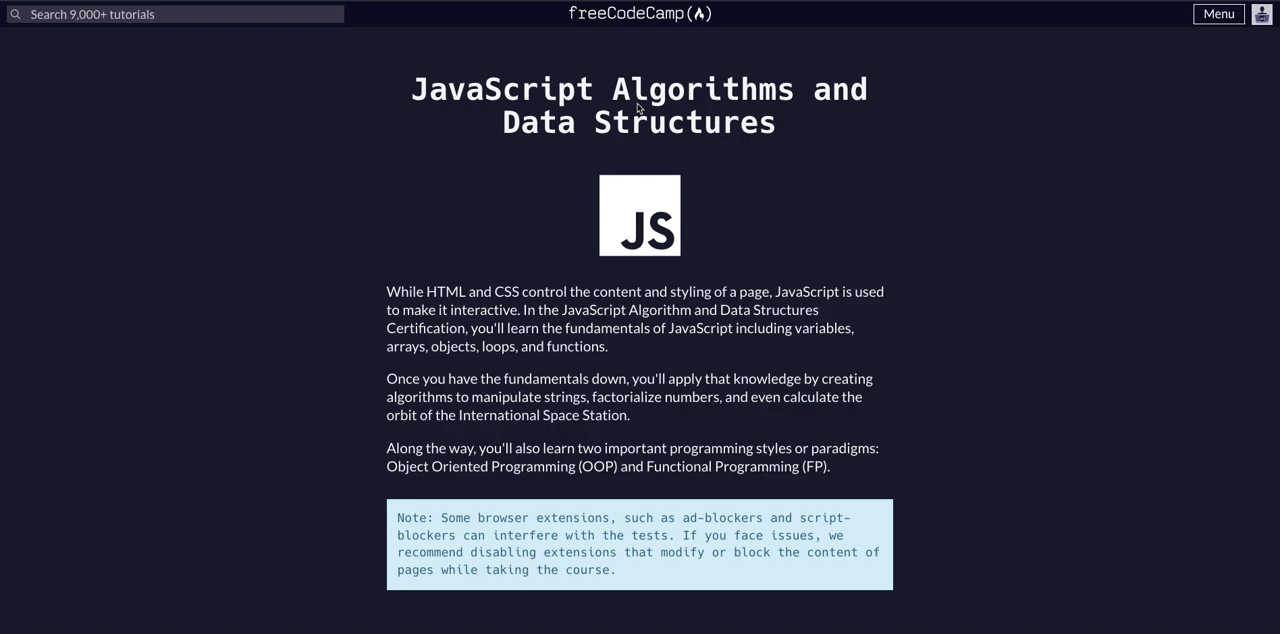 Search 9,000+ tutorials
freeCodeCamp(🔥)
Menu
JavaScript Algorithms and
Data Structures
JS
While HTML and CSS control the content and styling of a page, JavaScript is used
to make it interactive. In the JavaScript Algorithm and Data Structures
Certification, you'll learn the fundamentals of JavaScript including variables,
arrays, objects, loops, and functions.
Once you have the fundamentals down, you'll apply that knowledge by creating
algorithms to manipulate strings, factorialize numbers, and even calculate the
orbit of the International Space Station.
Along the way, you'll also learn two important programming styles or paradigms:
Object Oriented Programming (OOP) and Functional Programming (FP).
Note: Some browser extensions, such as ad-blockers and script-
blockers can interfere with the tests. If you face issues, we
recommend disabling extensions that modify or block the content of
pages while taking the course.